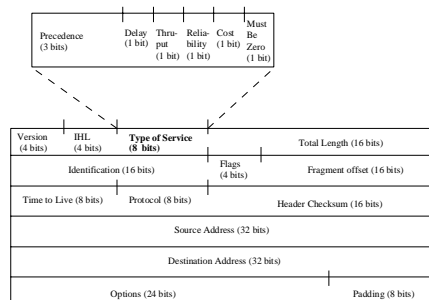 Precedence
(3 bits)
Delay
(1 bit)
Thru-
put
(1 bit)
Relia-
bility
(1 bit)
Cost
(1 bit)
Must
Be
Zero
(1 bit)
Version
(4 bits)
IHL
(4 bits)
Type of Service
(8 bits)
Total Length (16 bits)
Identification (16 bits)
Flags
(4 bits)
Fragment offset (16 bits)
Time to Live (8 bits)
Protocol (8 bits)
Header Checksum (16 bits)
Source Address (32 bits)
Destination Address (32 bits)
Options (24 bits)
Padding (8 bits)